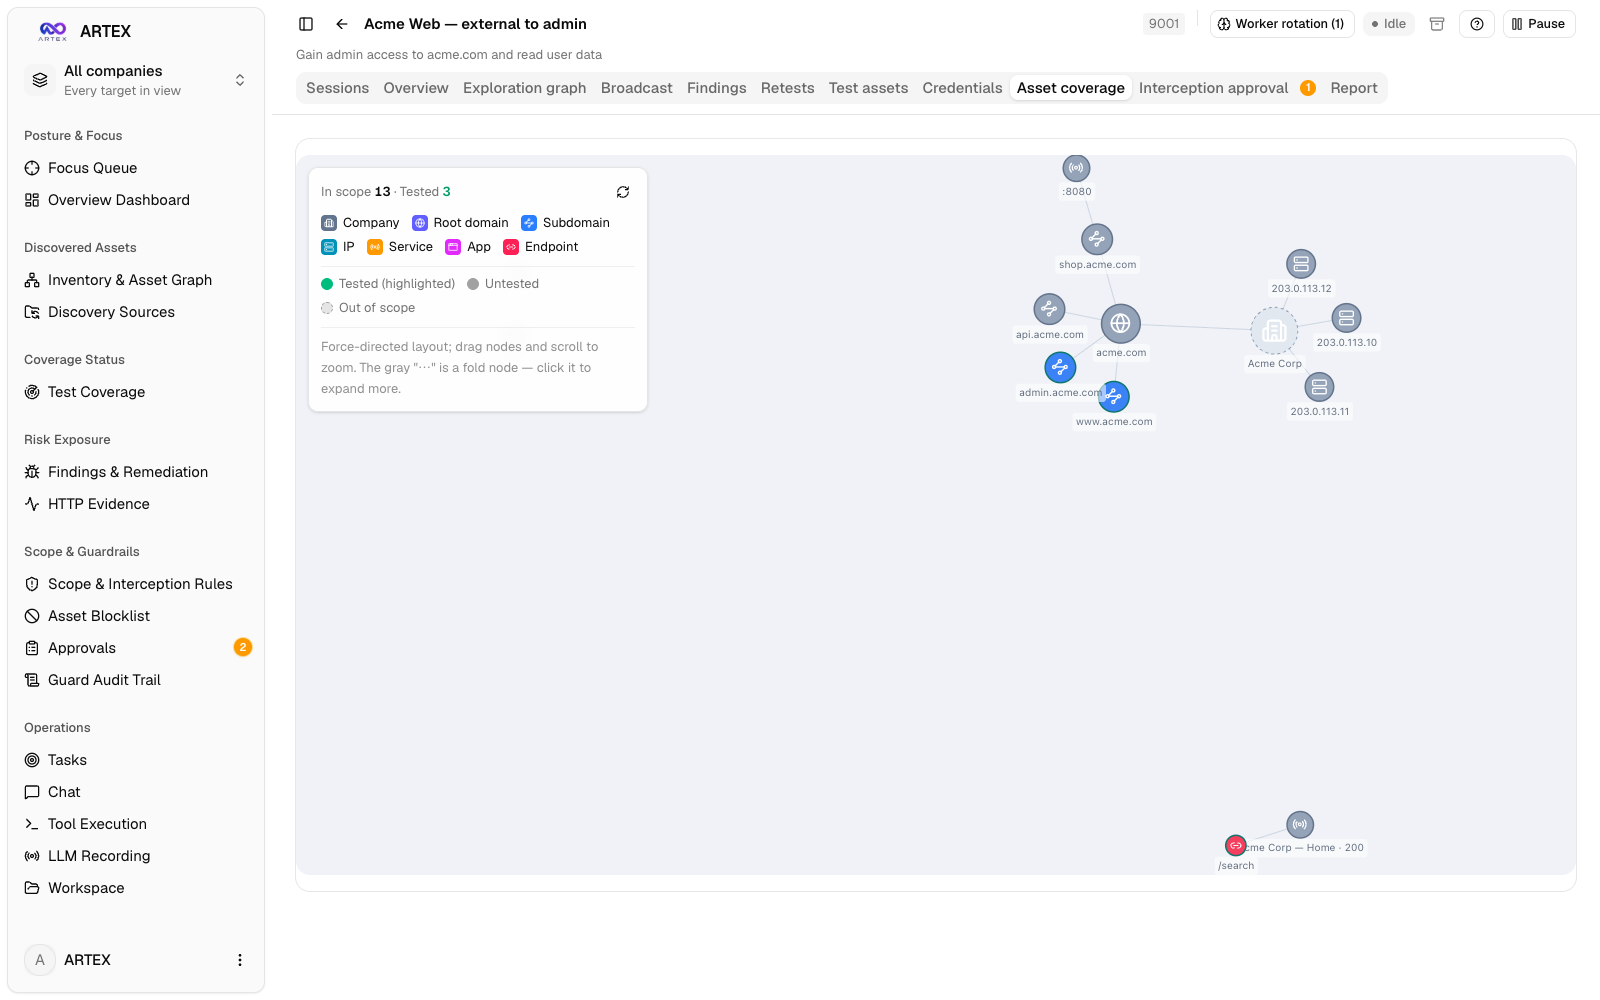 ARTEX
ARTEX
All companies
Every target in view
Posture & Focus
Focus Queue
Overview Dashboard
Discovered Assets
Inventory & Asset Graph
Discovery Sources
Coverage Status
Test Coverage
Risk Exposure
Findings & Remediation
HTTP Evidence
Scope & Guardrails
Scope & Interception Rules
Asset Blocklist
Approvals 2
Guard Audit Trail
Operations
Tasks
Chat
Tool Execution
LLM Recording
Workspace
A ARTEX
Acme Web — external to admin
9001 Worker rotation (1) Idle Pause
Gain admin access to acme.com and read user data
Sessions Overview Exploration graph Broadcast Findings Retests Test assets Credentials Asset coverage Interception approval 1 Report
In scope 13 · Tested 3
Company Root domain Subdomain
IP Service App Endpoint
Tested (highlighted) Untested
Out of scope
Force-directed layout; drag nodes and scroll to
zoom. The gray "···" is a fold node — click it to
expand more.
:8080
shop.acme.com
203.0.113.12
api.acme.com
acme.com
203.0.113.10
Acme Corp
admin.acme.com
203.0.113.11
www.acme.com
cme Corp — Home · 200
/search